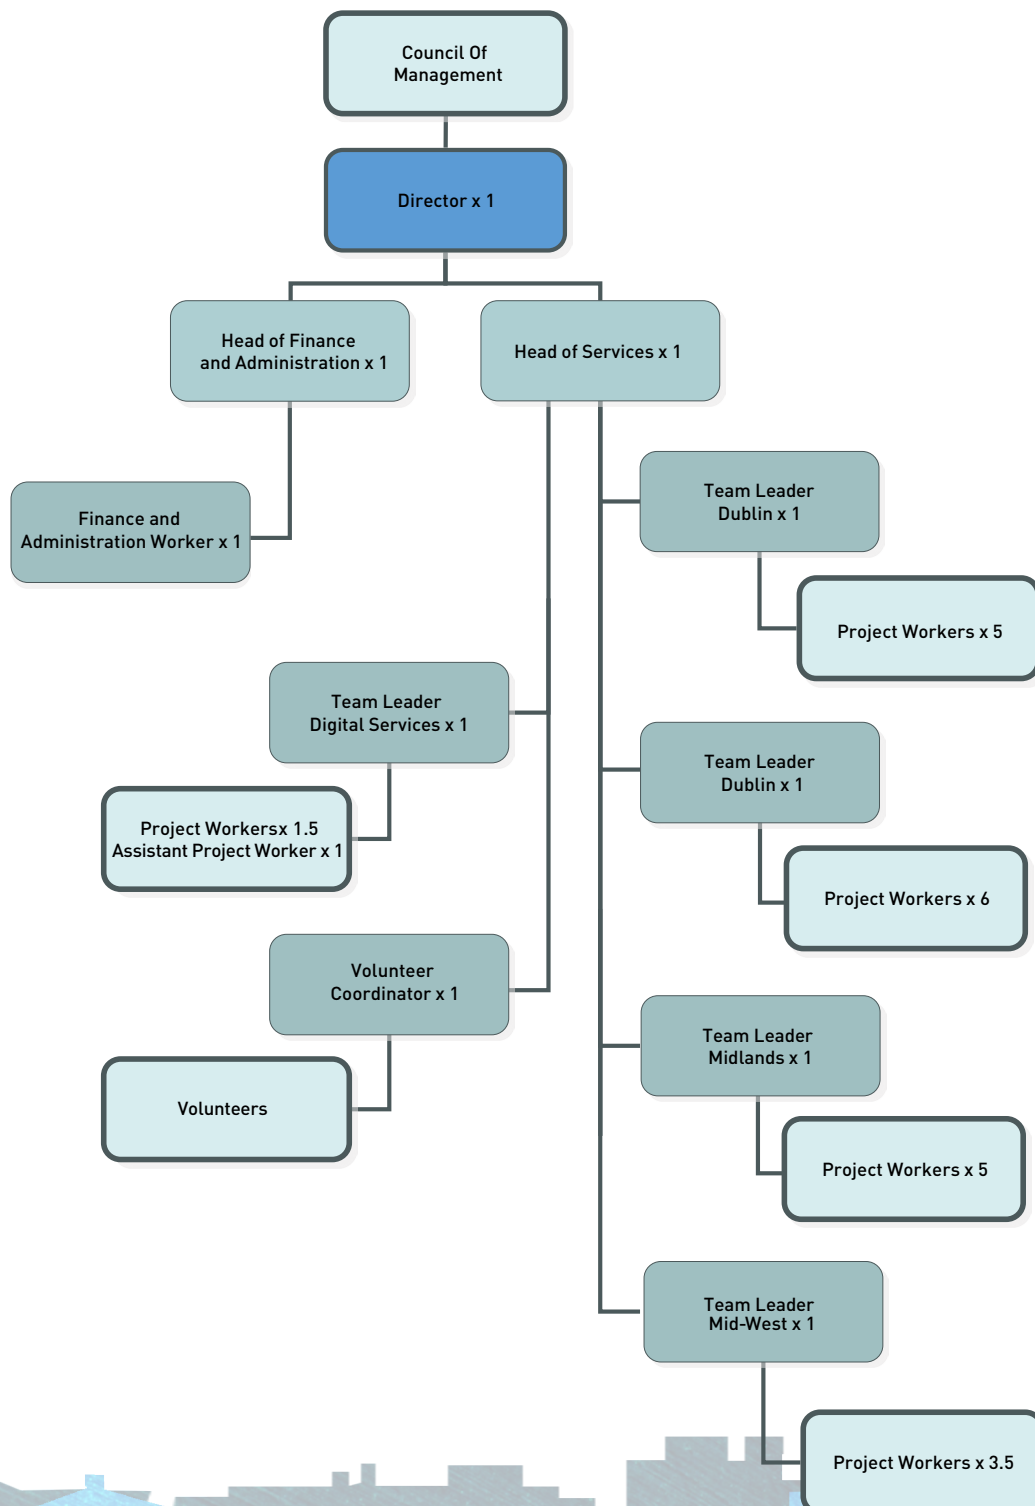 Council Of
Management
Director x 1
Head of Finance
and Administration x 1
Head of Services x 1
Finance and
Administration Worker x 1
Team Leader
Dublin x 1
Project Workers x 5
Team Leader
Digital Services x 1
Project Workersx 1.5
Assistant Project Worker x 1
Team Leader
Dublin x 1
Project Workers x 6
Volunteer
Coordinator x 1
Volunteers
Team Leader
Midlands x 1
Project Workers x 5
Team Leader
Mid-West x 1
Project Workers x 3.5